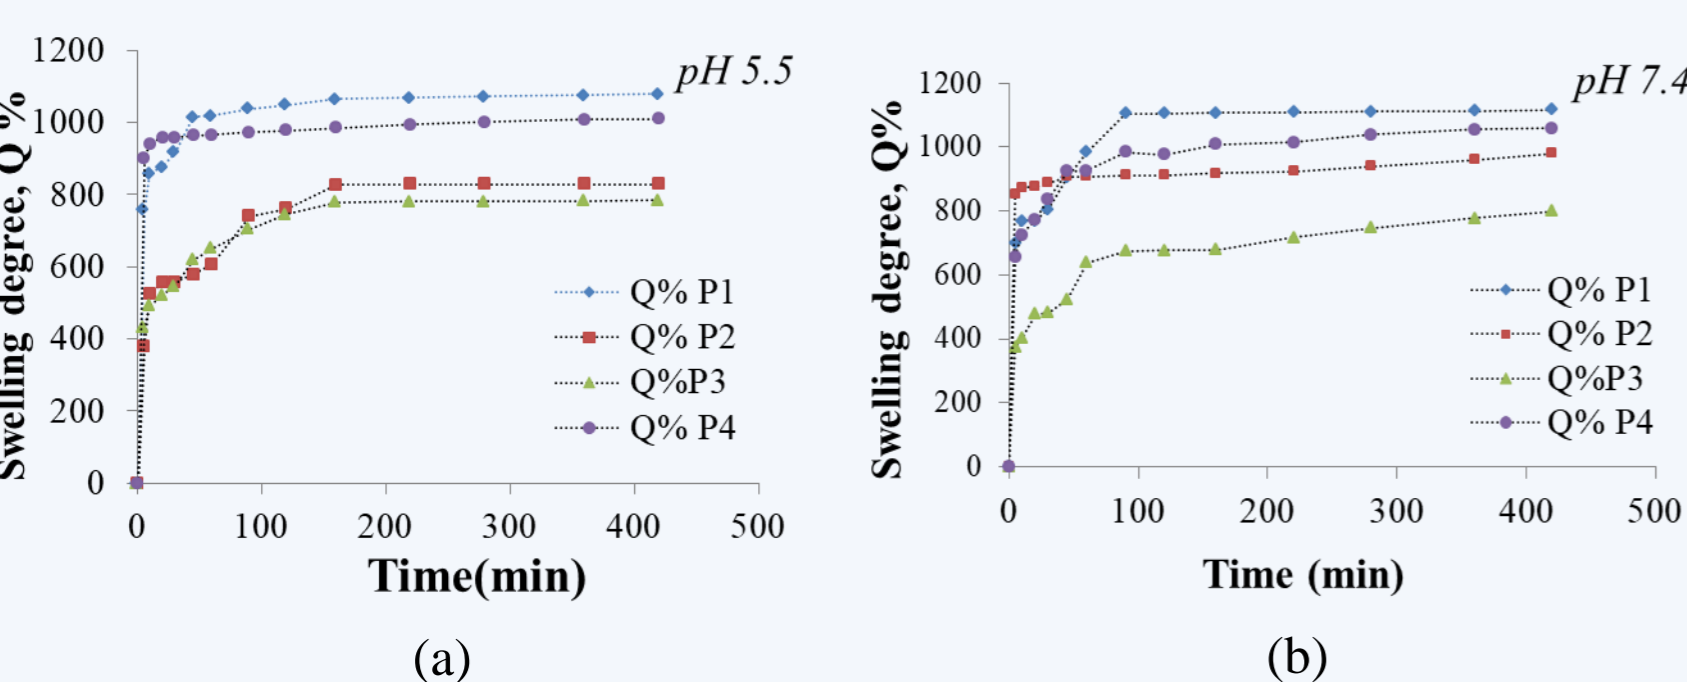 pH 5.5
1200
1000
800
600
400
200
0
Swelling degree, Q %
Q% P1
Q% P2
Q%P3
Q% P4
0 100 200 300 400 500
Time(min)
(a)
pH 7.4
1200
1000
800
600
400
200
0
Swelling degree, Q%
Q% P1
Q% P2
Q%P3
Q% P4
0 100 200 300 400 500
Time (min)
(b)